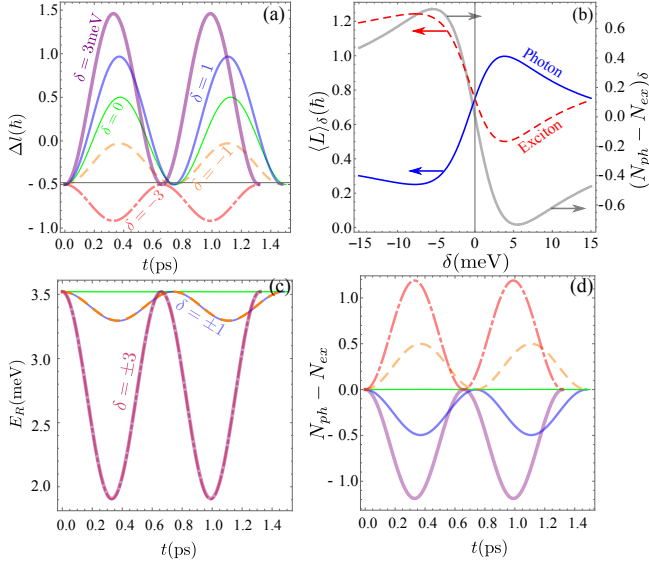 (a)
Δl(ℏ)
1.5
1.0
0.5
0.0
- 0.5
- 1.0
δ = 3meV
δ = 1
δ = 0
δ = −1
δ = −3
0.0 0.2 0.4 0.6 0.8 1.0 1.2 1.4
t(ps)
(b)
⟨L⟩δ(ℏ)
1.2
1.0
0.8
0.6
0.4
0.2
0.0
Photon
Exciton
0.6
0.4
0.2
0.0
- 0.2
- 0.4
- 0.6
(Nph − Nex)δ
-15 -10 -5 0 5 10 15
δ(meV)
(c)
ER(meV)
3.5
3.0
2.5
2.0
δ = ±1
δ = ±3
0.0 0.2 0.4 0.6 0.8 1.0 1.2 1.4
t(ps)
(d)
Nph − Nex
1.0
0.5
0.0
- 0.5
- 1.0
0.0 0.2 0.4 0.6 0.8 1.0 1.2 1.4
t(ps)